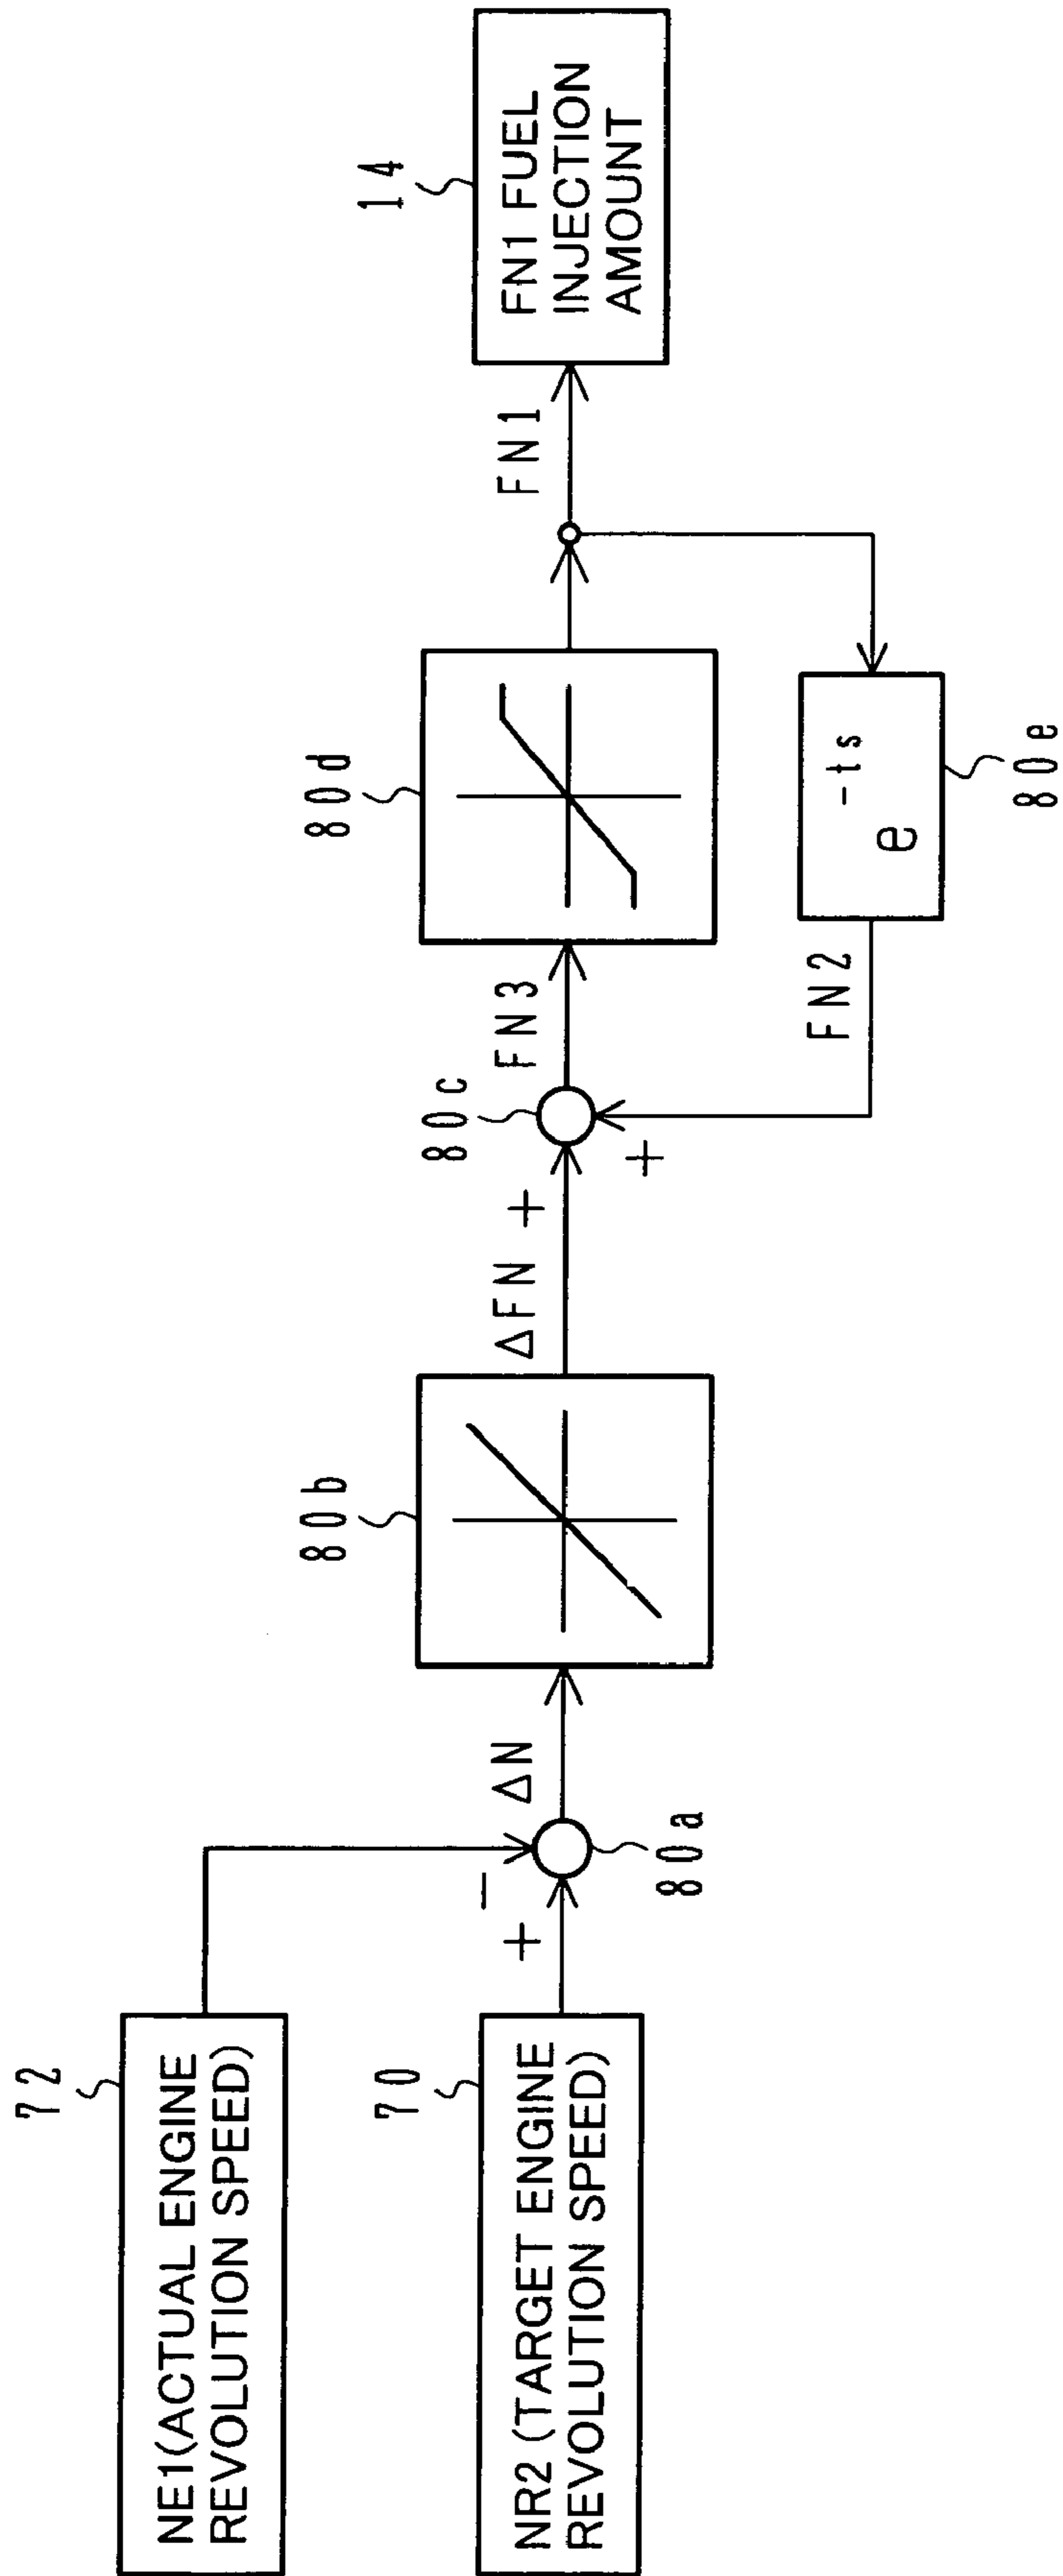 72
NE1(ACTUAL ENGINE
REVOLUTION SPEED)
70
NR2 (TARGET ENGINE
REVOLUTION SPEED)
−
+
80a
ΔN
80b
ΔFN
+
80c
+
FN3
80d
FN2
e -ts
80e
FN1
14
FN1 FUEL
INJECTION
AMOUNT